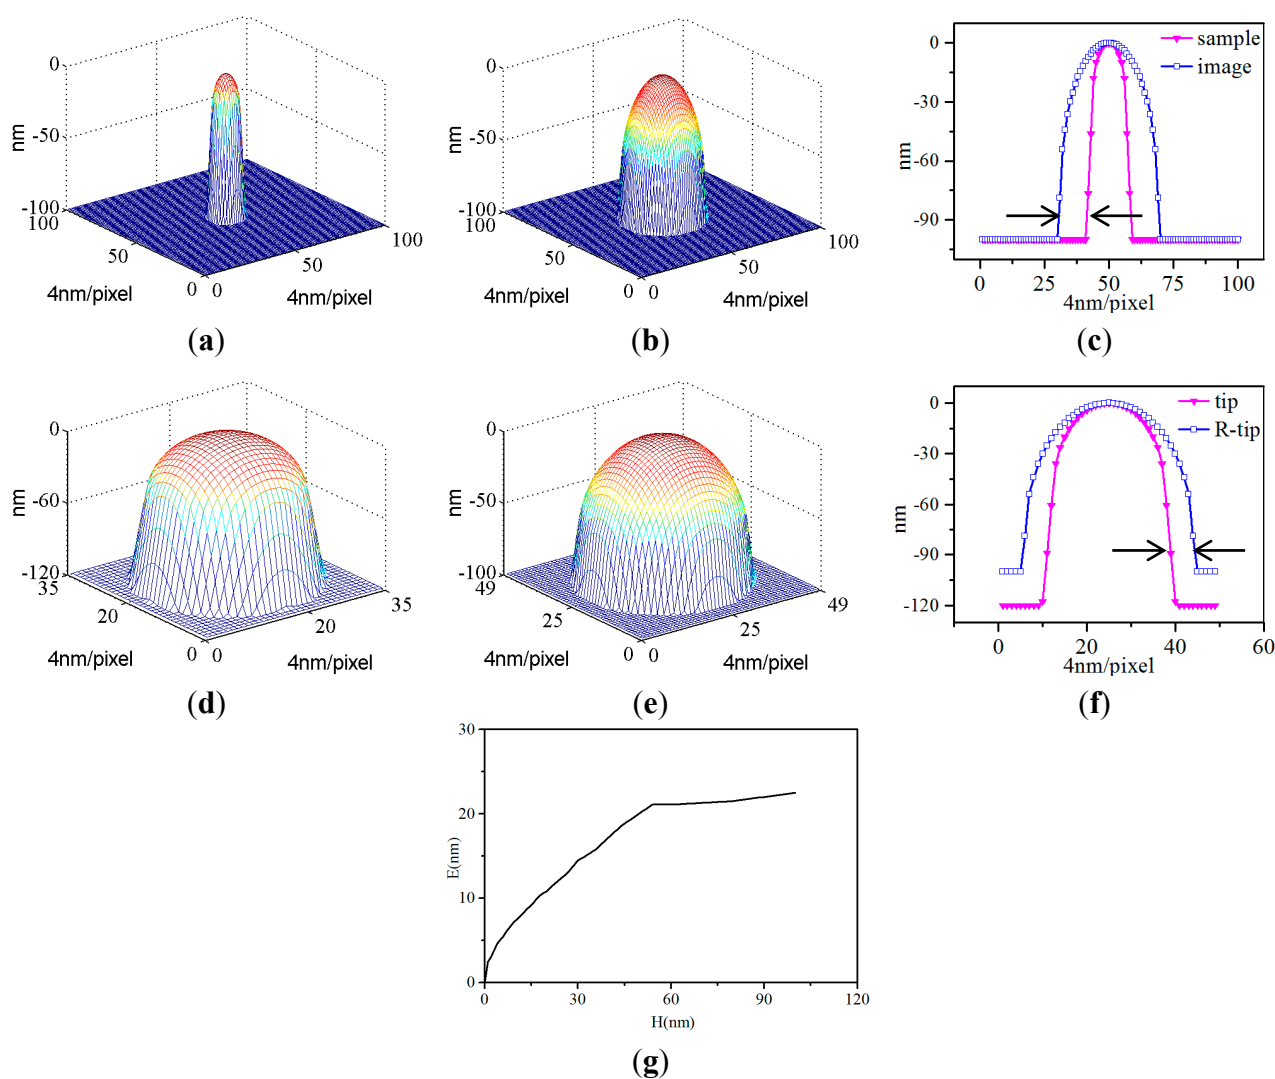 0
-50
-100
nm
100
50
0
0
50
100
4nm/pixel
4nm/pixel
(a)
0
-50
-100
nm
100
50
0
0
50
100
4nm/pixel
4nm/pixel
(b)
sample
image
0
-30
-60
-90
nm
0
25
50
75
100
4nm/pixel
(c)
0
-60
-120
nm
35
20
0
0
20
35
4nm/pixel
4nm/pixel
(d)
0
-50
-100
nm
49
25
0
0
25
49
4nm/pixel
4nm/pixel
(e)
tip
R-tip
0
-30
-60
-90
-120
nm
0
20
40
60
4nm/pixel
(f)
30
20
10
0
E(nm)
0
30
60
90
120
H(nm)
(g)